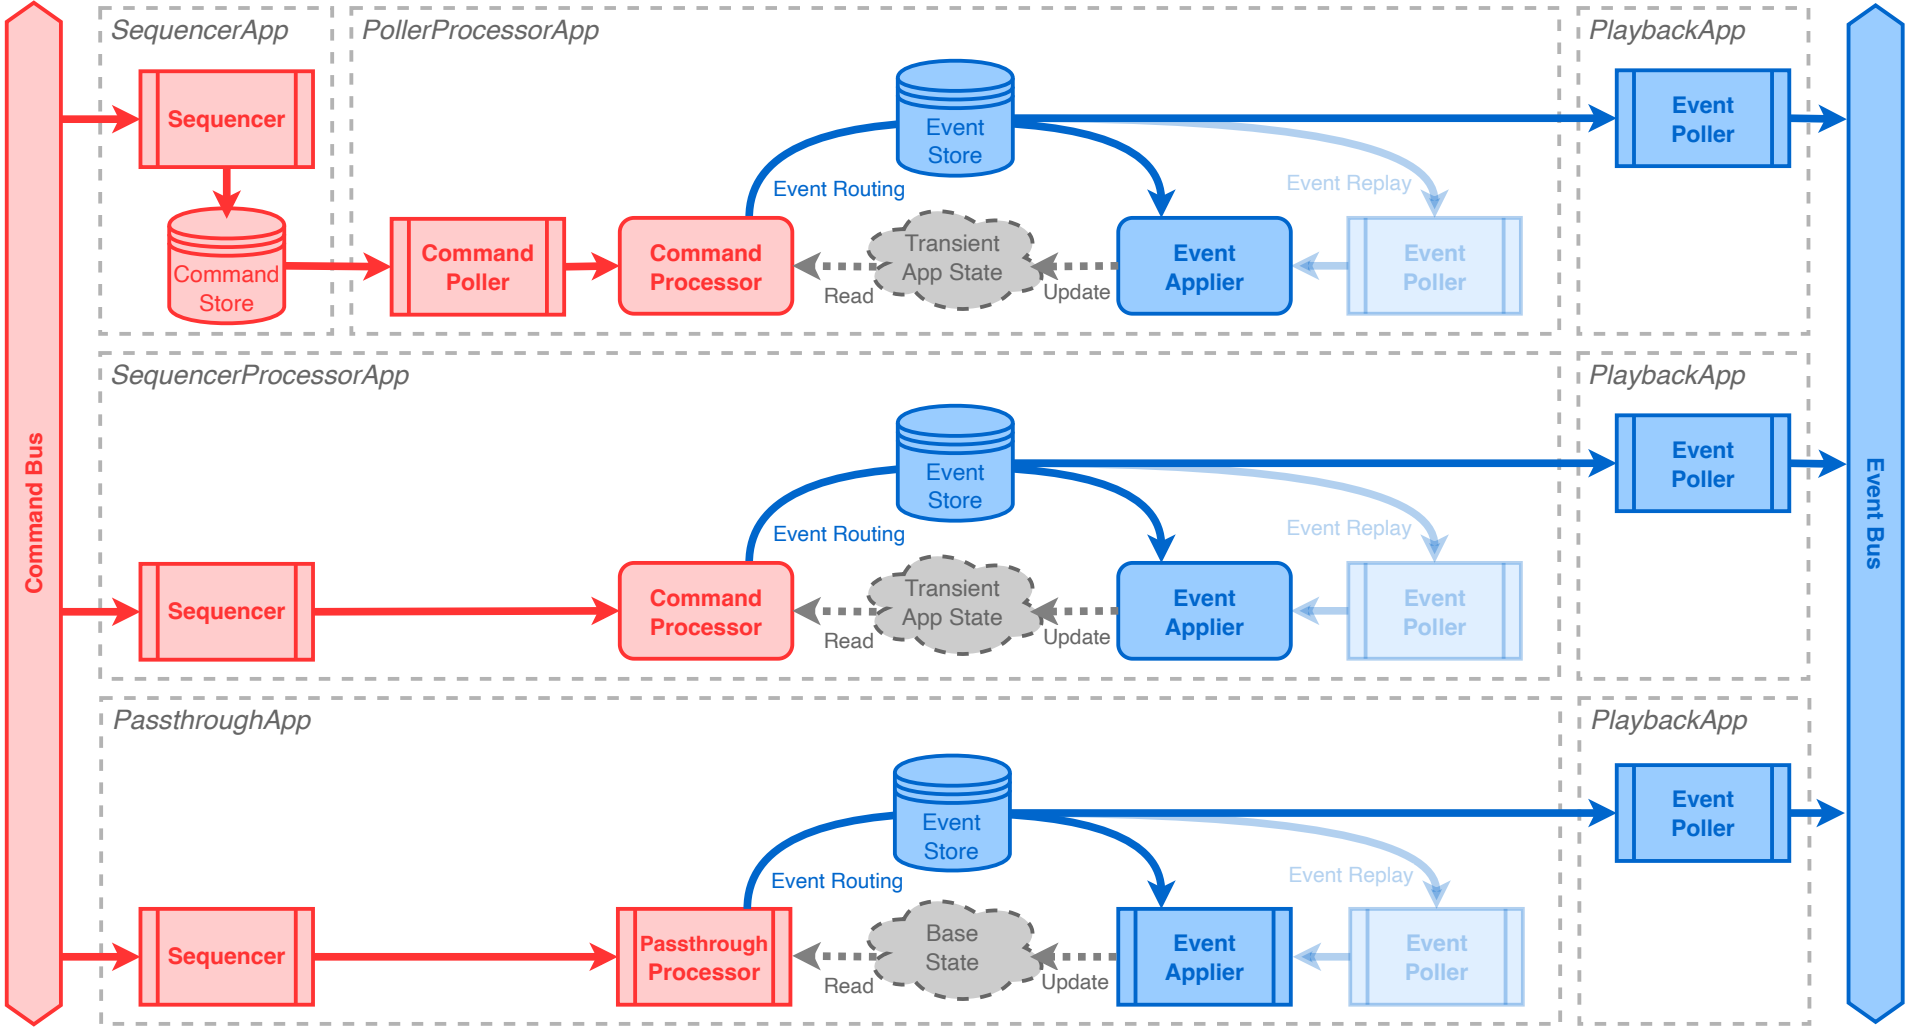 Command Bus
SequencerApp
Sequencer
Command
Store
PollerProcessorApp
Command
Poller
Command
Processor
Event Routing
Event
Store
Transient
App State
Read
Update
Event
Applier
Event Replay
Event
Poller
PlaybackApp
Event
Poller
SequencerProcessorApp
Sequencer
Command
Processor
Event Routing
Event
Store
Transient
App State
Read
Update
Event
Applier
Event Replay
Event
Poller
PlaybackApp
Event
Poller
PassthroughApp
Sequencer
Passthrough
Processor
Event Routing
Event
Store
Base
State
Read
Update
Event
Applier
Event Replay
Event
Poller
PlaybackApp
Event
Poller
Event Bus